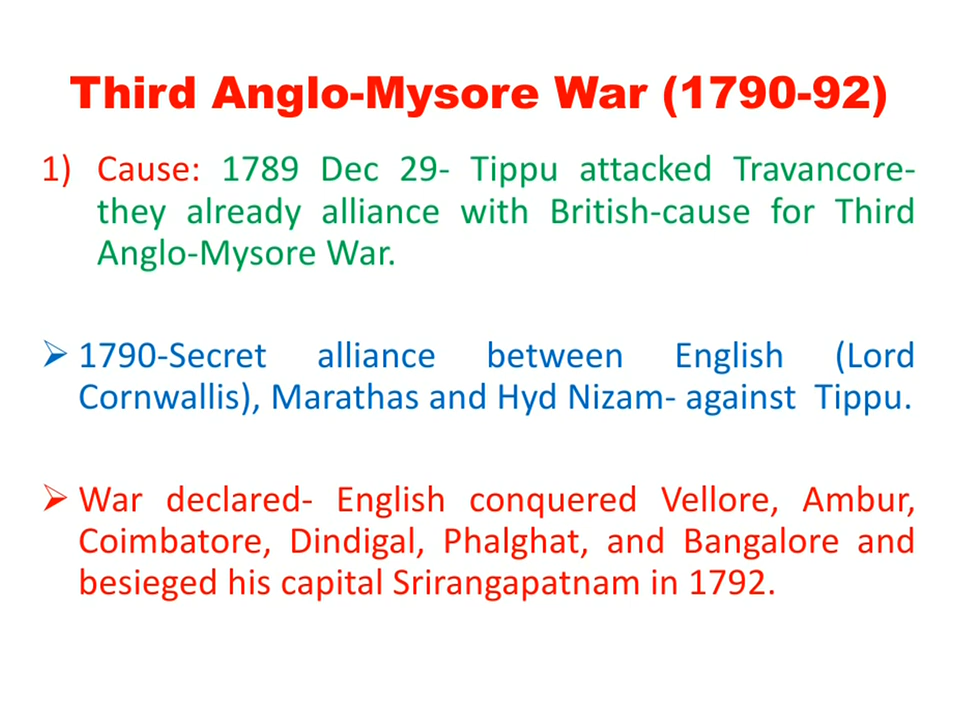 Third Anglo-Mysore War (1790-92)
1) Cause: 1789 Dec 29- Tippu attacked Travancore-
they already alliance with British-cause for Third
Anglo-Mysore War.
➢ 1790-Secret alliance between English (Lord
Cornwallis), Marathas and Hyd Nizam- against Tippu.
➢ War declared- English conquered Vellore, Ambur,
Coimbatore, Dindigal, Phalghat, and Bangalore and
besieged his capital Srirangapatnam in 1792.